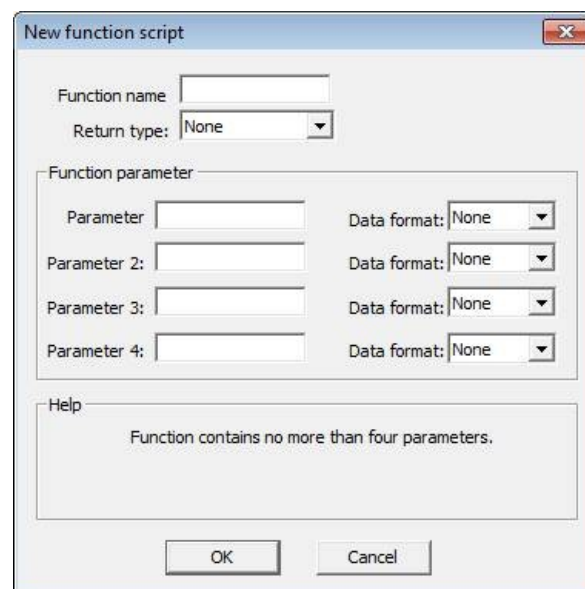 New function script
Function name
Return type: None
Function parameter
Parameter Data format: None
Parameter 2: Data format: None
Parameter 3: Data format: None
Parameter 4: Data format: None
Help
Function contains no more than four parameters.
OK Cancel